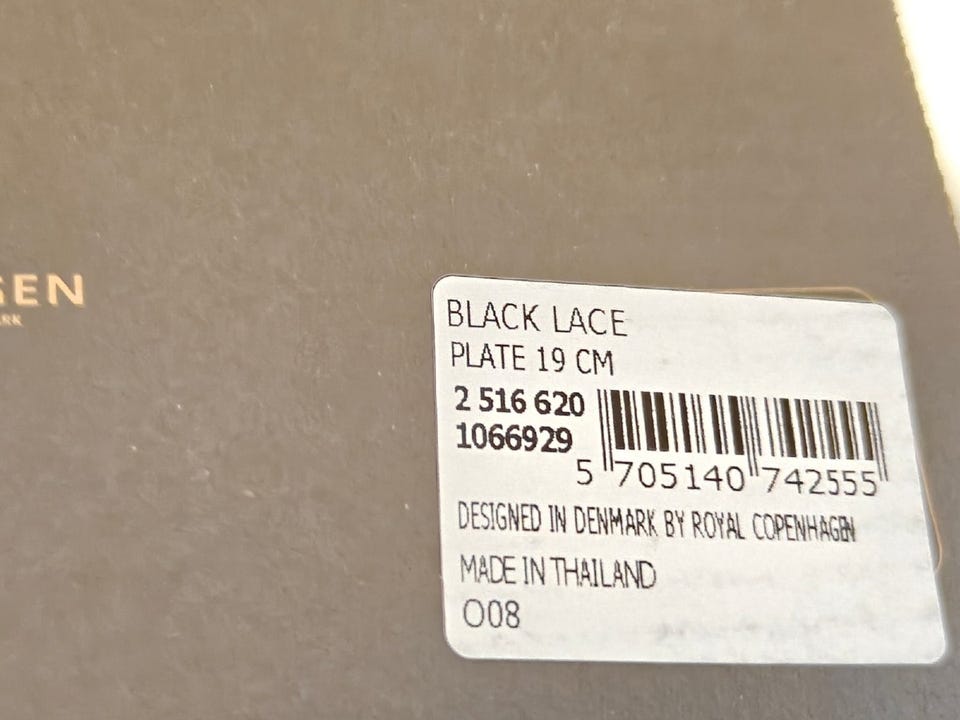 GEN
ARK
BLACK LACE
PLATE 19 CM
2 516 620
1066929
5 705140 742555
DESIGNED IN DENMARK BY ROYAL COPENHAGEN
MADE IN THAILAND
O08